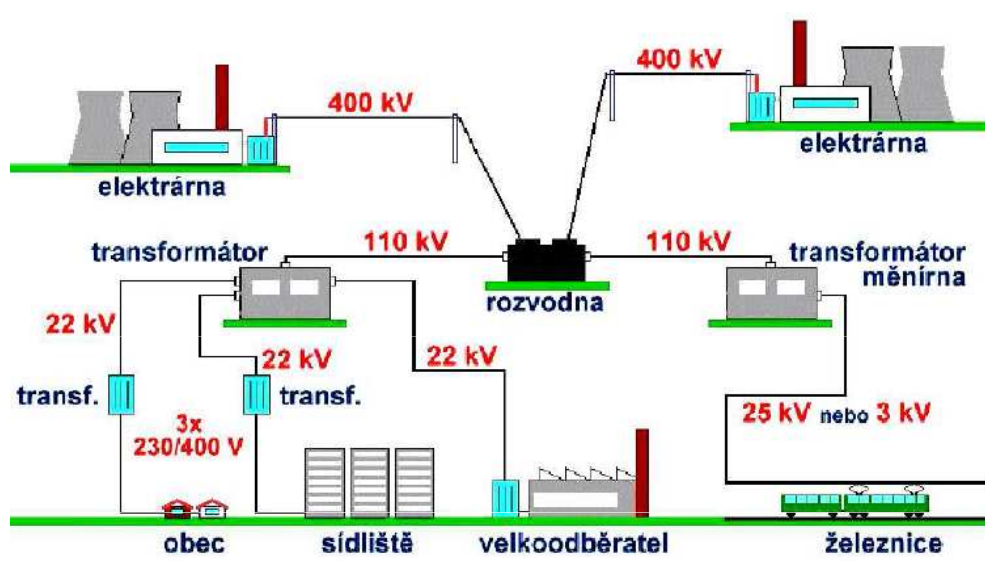 400 kV
400 kV
elektrárna
elektrárna
110 kV
110 kV
transformátor
transformátor
měnírna
rozvodna
22 kV
22 kV
22 kV
transf.
transf.
3x
230/400 V
25 kV nebo 3 kV
obec
sídliště
velkoodběratel
železnice